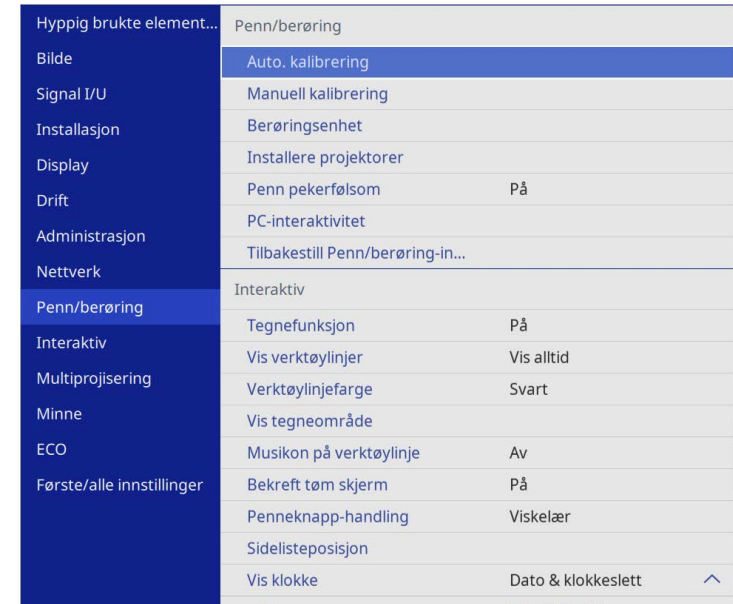 Hyppig brukte element...
Bilde
Signal I/U
Installasjon
Display
Drift
Administrasjon
Nettverk
Penn/berøring
Interaktiv
Multiprojisering
Minne
ECO
Første/alle innstillinger
Penn/berøring
Auto. kalibrering
Manuell kalibrering
Berøringsenhet
Installere projektorer
Penn pekerfølsom På
PC-interaktivitet
Tilbakestill Penn/berøring-in...
Interaktiv
Tegnefunksjon På
Vis verktøylinjer Vis alltid
Verktøylinjefarge Svart
Vis tegneområde
Musikon på verktøylinje Av
Bekreft tøm skjerm På
Penneknapp-handling Viskelær
Sidelisteposisjon
Vis klokke Dato & klokkeslett